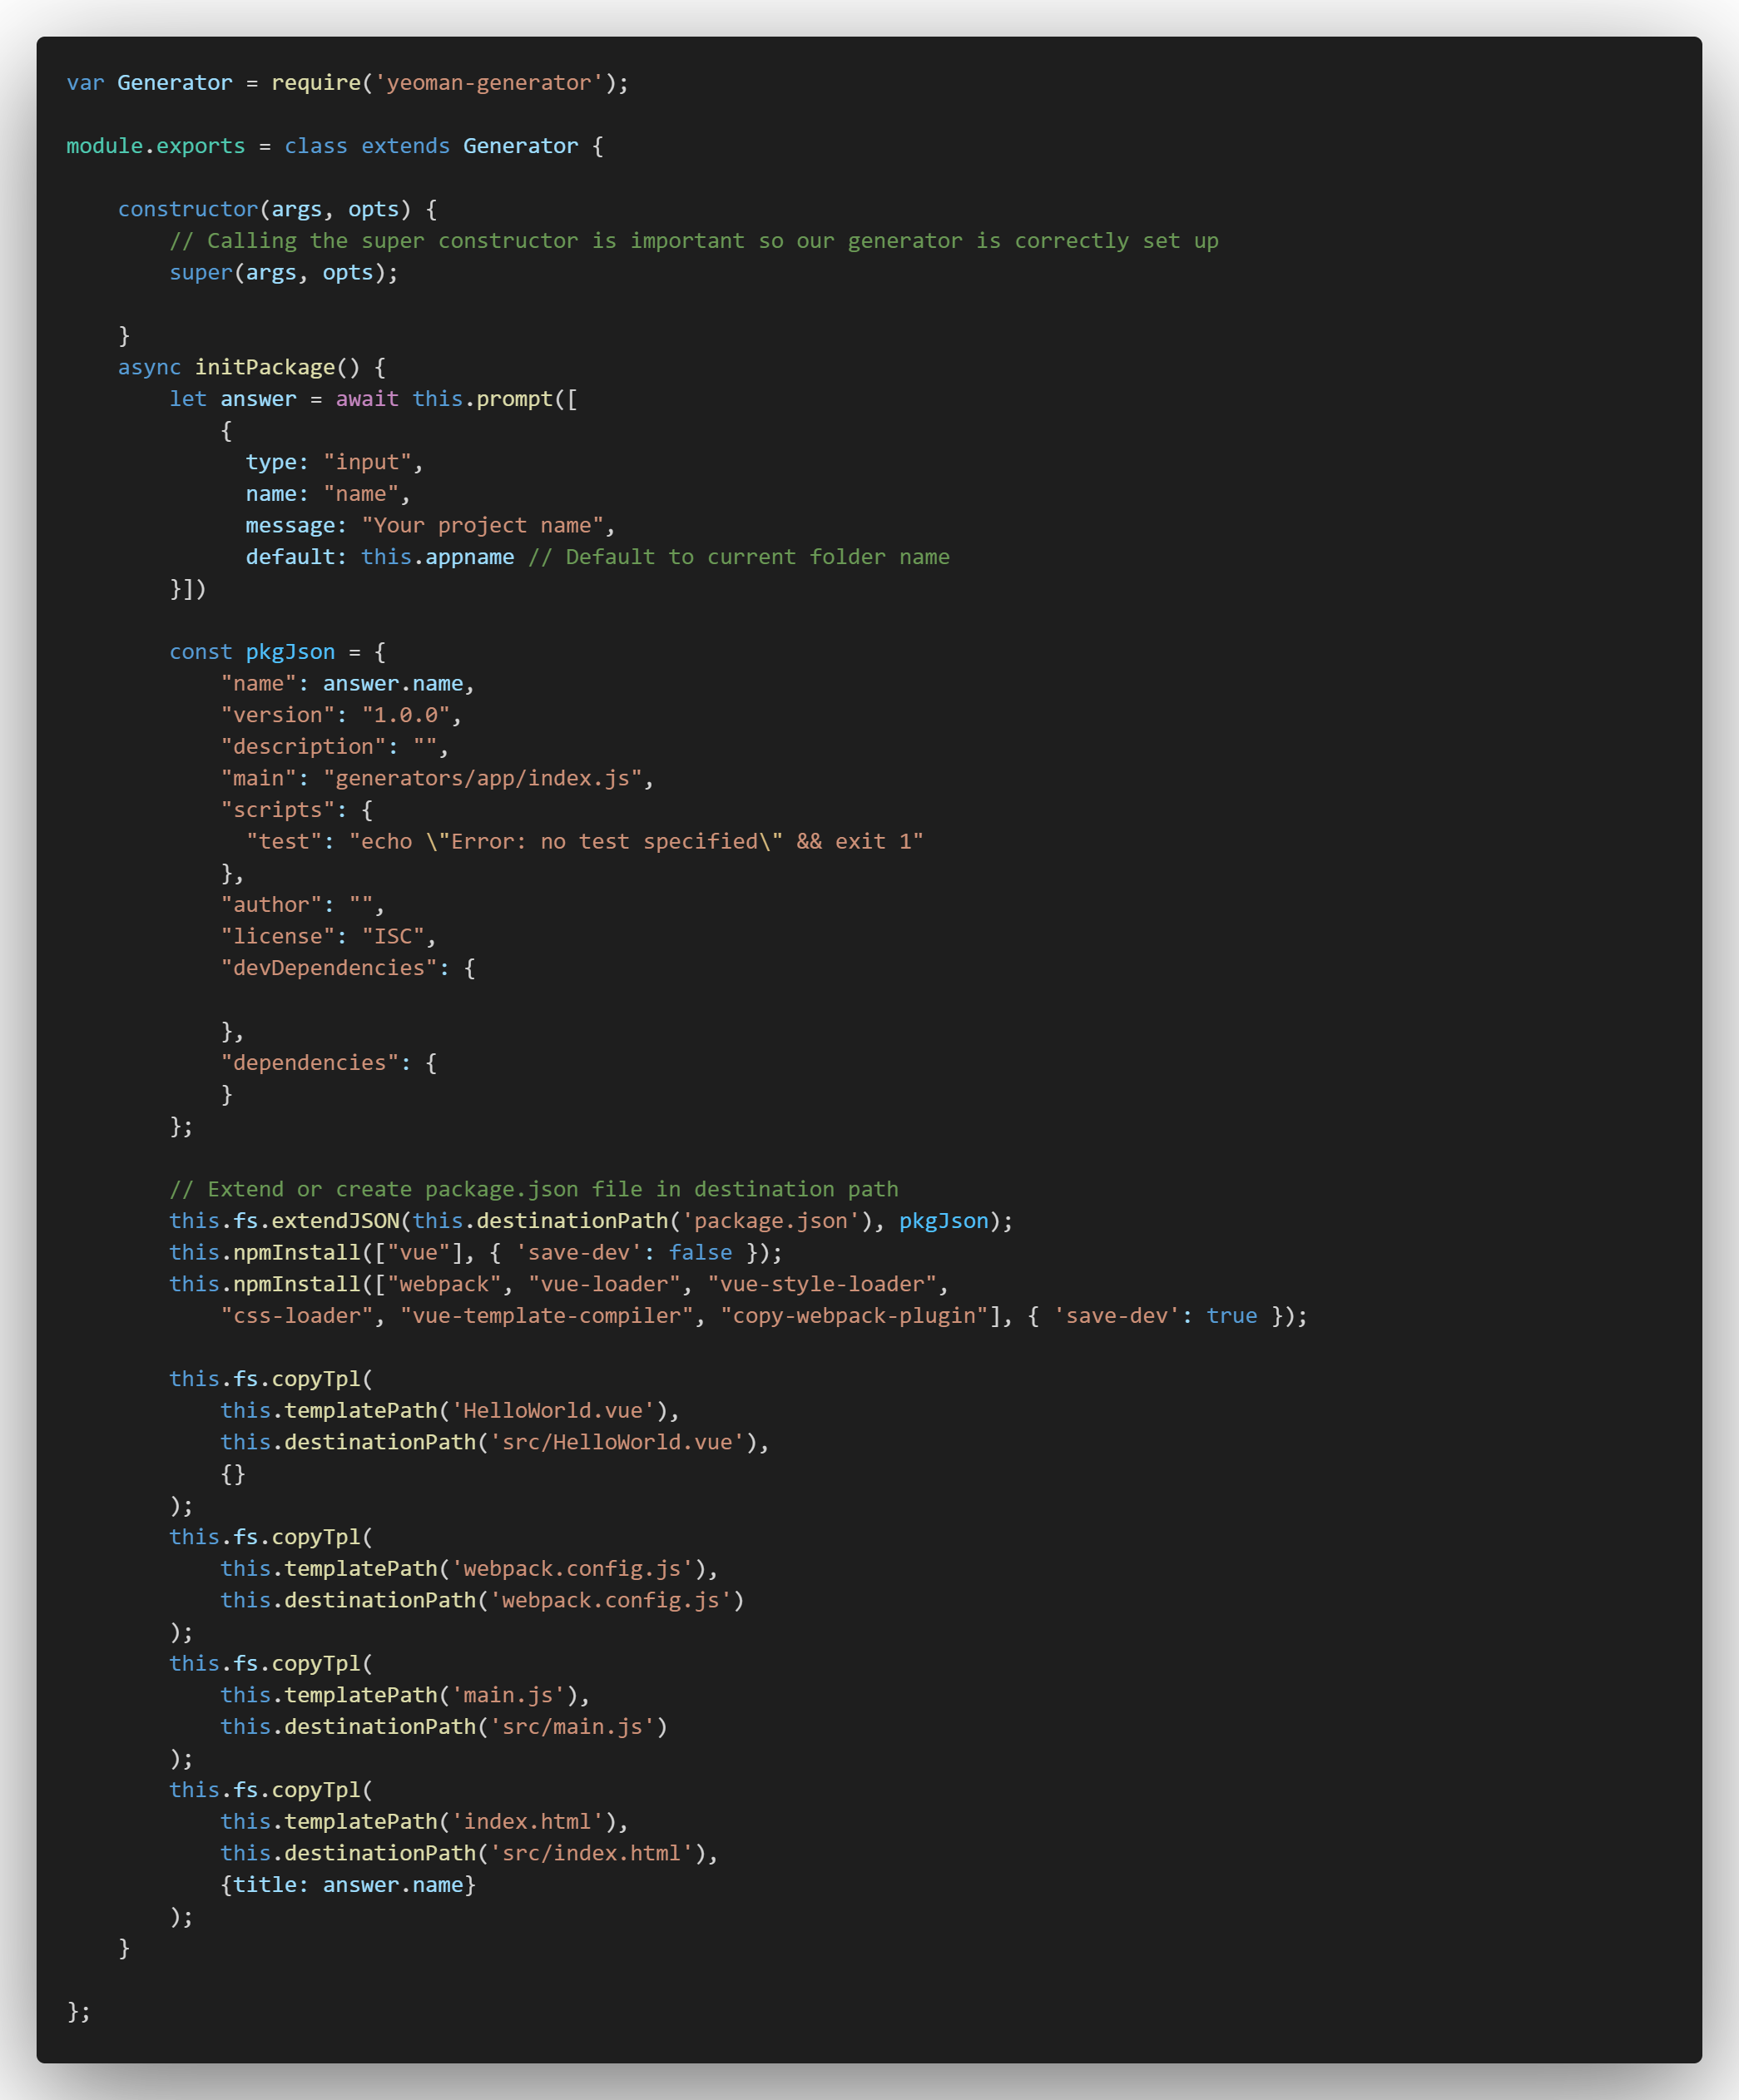 var Generator = require('yeoman-generator');
module.exports = class extends Generator {
constructor(args, opts) {
// Calling the super constructor is important so our generator is correctly set up
super(args, opts);
}
async initPackage() {
let answer = await this.prompt([
{
type: "input",
name: "name",
message: "Your project name",
default: this.appname // Default to current folder name
}])
const pkgJson = {
"name": answer.name,
"version": "1.0.0",
"description": "",
"main": "generators/app/index.js",
"scripts": {
"test": "echo \"Error: no test specified\" && exit 1"
},
"author": "",
"license": "ISC",
"devDependencies": {
},
"dependencies": {
}
};
// Extend or create package.json file in destination path
this.fs.extendJSON(this.destinationPath('package.json'), pkgJson);
this.npmInstall(["vue"], { 'save-dev': false });
this.npmInstall(["webpack", "vue-loader", "vue-style-loader",
"css-loader", "vue-template-compiler", "copy-webpack-plugin"], { 'save-dev': true });
this.fs.copyTpl(
this.templatePath('HelloWorld.vue'),
this.destinationPath('src/HelloWorld.vue'),
{}
);
this.fs.copyTpl(
this.templatePath('webpack.config.js'),
this.destinationPath('webpack.config.js')
);
this.fs.copyTpl(
this.templatePath('main.js'),
this.destinationPath('src/main.js')
);
this.fs.copyTpl(
this.templatePath('index.html'),
this.destinationPath('src/index.html'),
{title: answer.name}
);
}
};